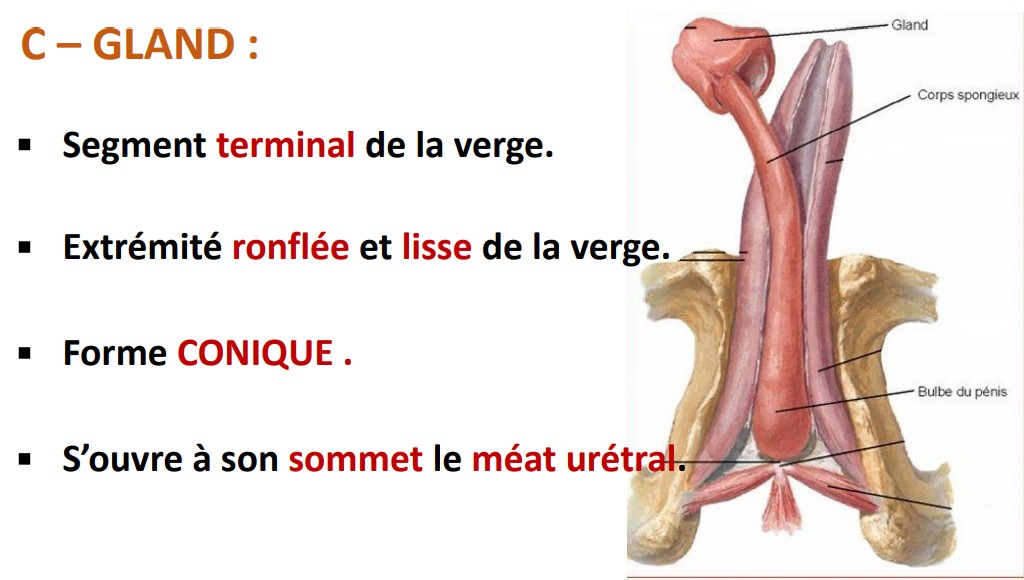 C – GLAND :
▪ Segment terminal de la verge.
▪ Extrémité ronflée et lisse de la verge.
▪ Forme CONIQUE .
▪ S’ouvre à son sommet le méat urétral.
Gland
Corps spongieux
Bulbe du pénis